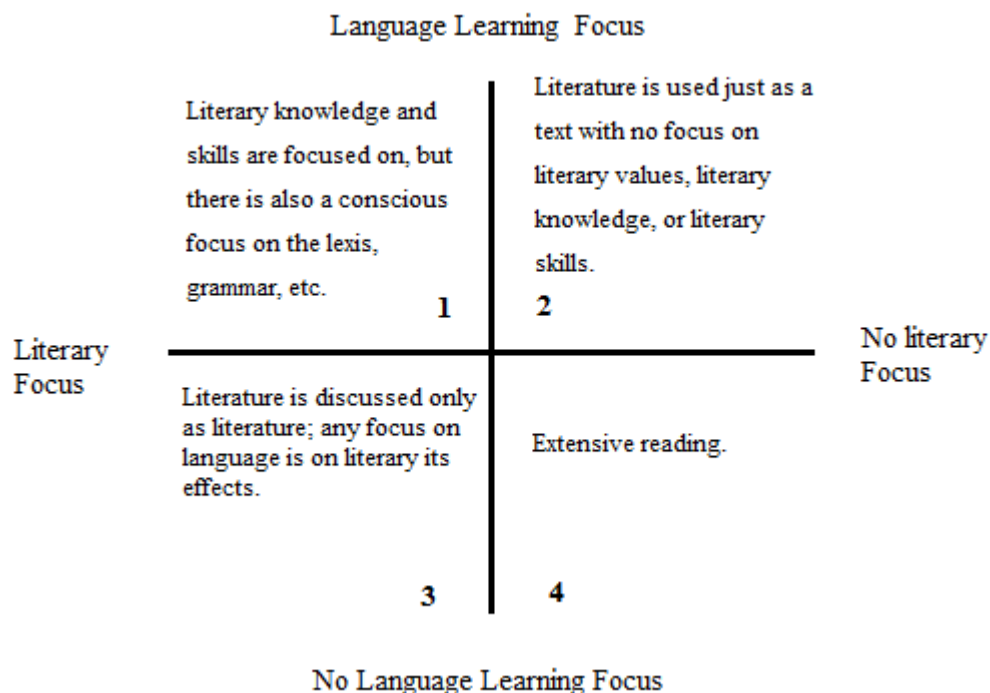 Language Learning Focus
Literary knowledge and
skills are focused on, but
there is also a conscious
focus on the lexis,
grammar, etc.
1
Literature is used just as a
text with no focus on
literary values, literary
knowledge, or literary
skills.
2
Literary
Focus
No literary
Focus
Literature is discussed only
as literature; any focus on
language is on literary its
effects.
3
Extensive reading.
4
No Language Learning Focus